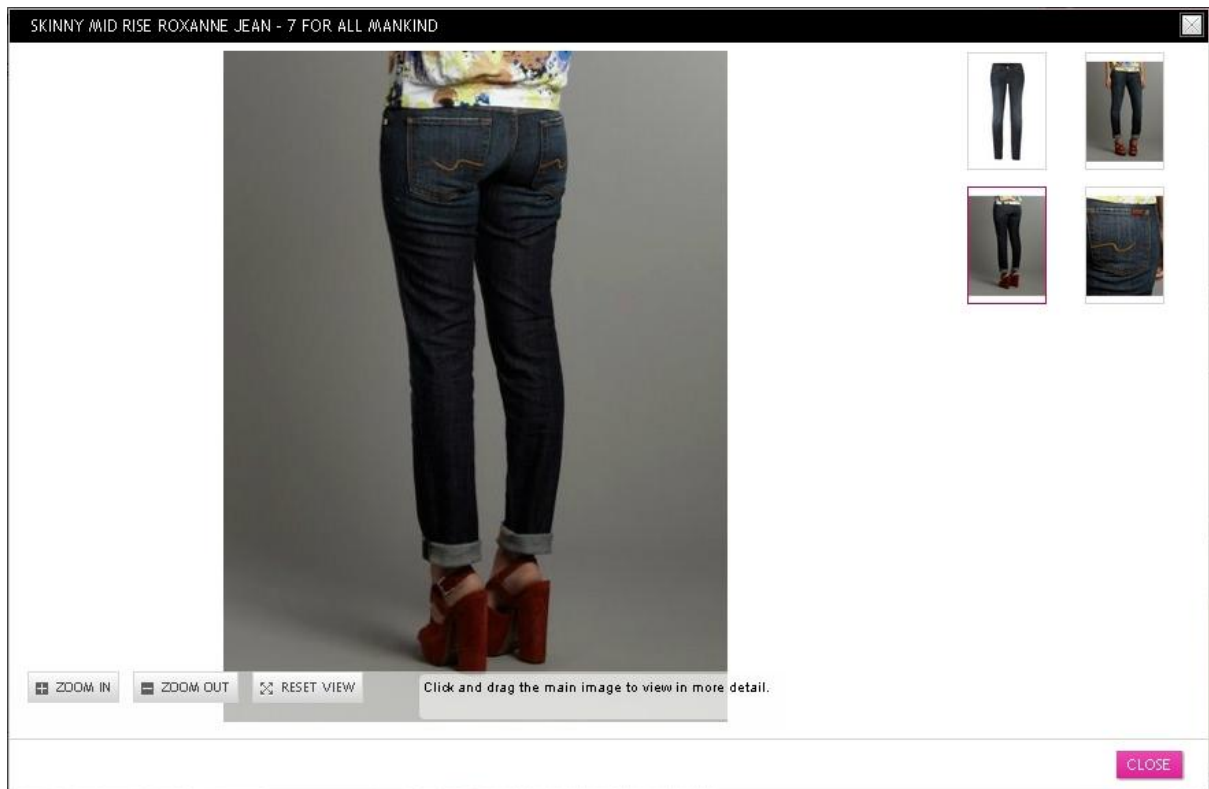 SKINNY MID RISE ROXANNE JEAN - 7 FOR ALL MANKIND
ZOOM IN
ZOOM OUT
RESET VIEW
Click and drag the main image to view in more detail.
CLOSE